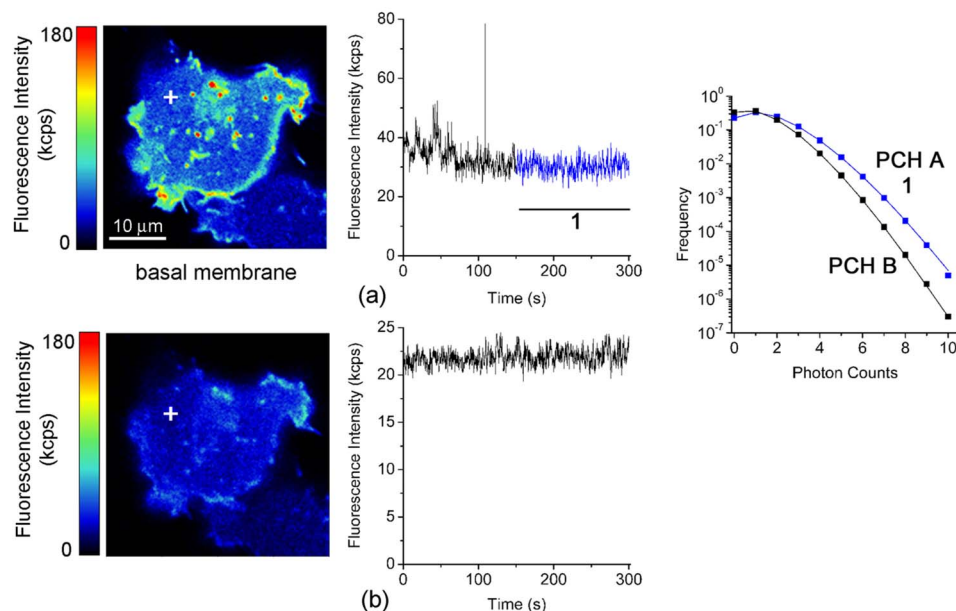 180
Fluorescence Intensity
(kcps)
0
10 μm
basal membrane
Fluorescence Intensity (kcps)
80
60
40
20
0
1
0
100
200
300
Time (s)
(a)
Frequency
10^0
10^-1
10^-2
10^-3
10^-4
10^-5
10^-6
10^-7
PCH A
1
PCH B
0
2
4
6
8
10
Photon Counts
180
Fluorescence Intensity
(kcps)
0
Fluorescence Intensity (kcps)
25
20
15
10
5
0
0
100
200
300
Time (s)
(b)